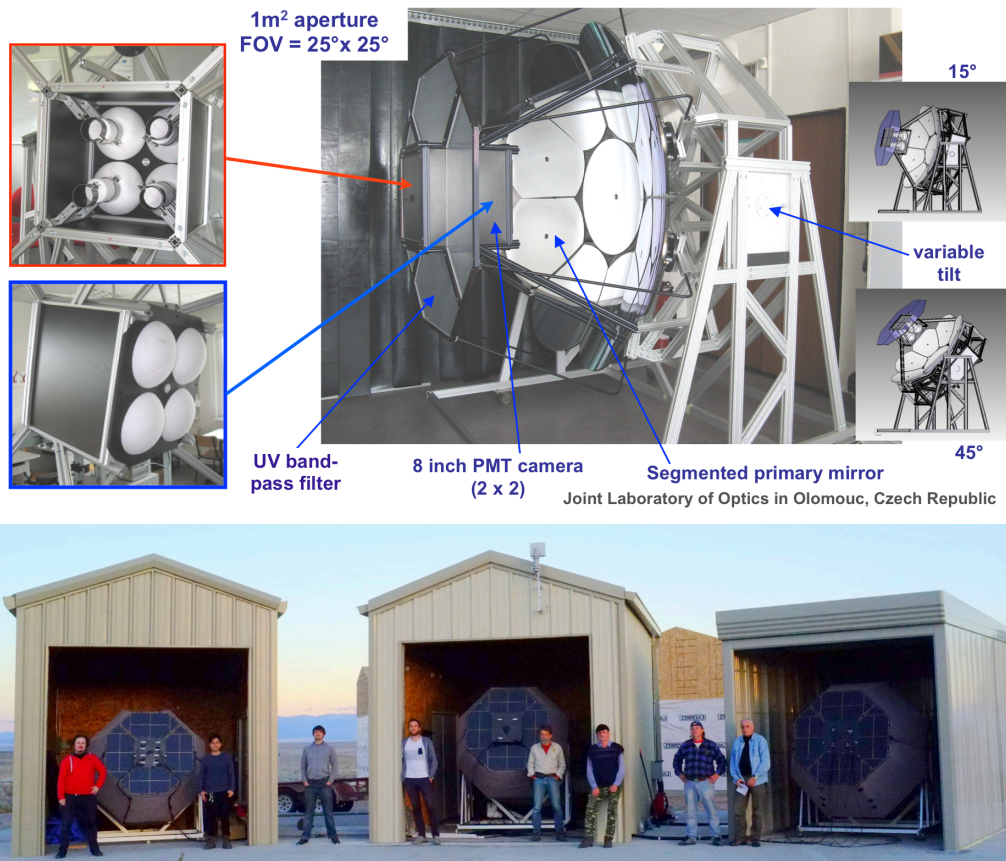 1m² aperture
FOV = 25°x 25°
15°
variable
tilt
45°
UV band-
pass filter
8 inch PMT camera
(2 x 2)
Segmented primary mirror
Joint Laboratory of Optics in Olomouc, Czech Republic